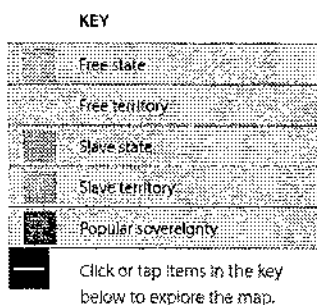 KEY
Free state
Free territory
Slave state
Slave territory
Popular sovereignty
Click or tap items in the key
below to explore the map.